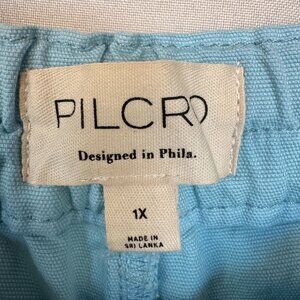 PILCRO
Designed in Phila.
1X
MADE IN
SRI LANKA